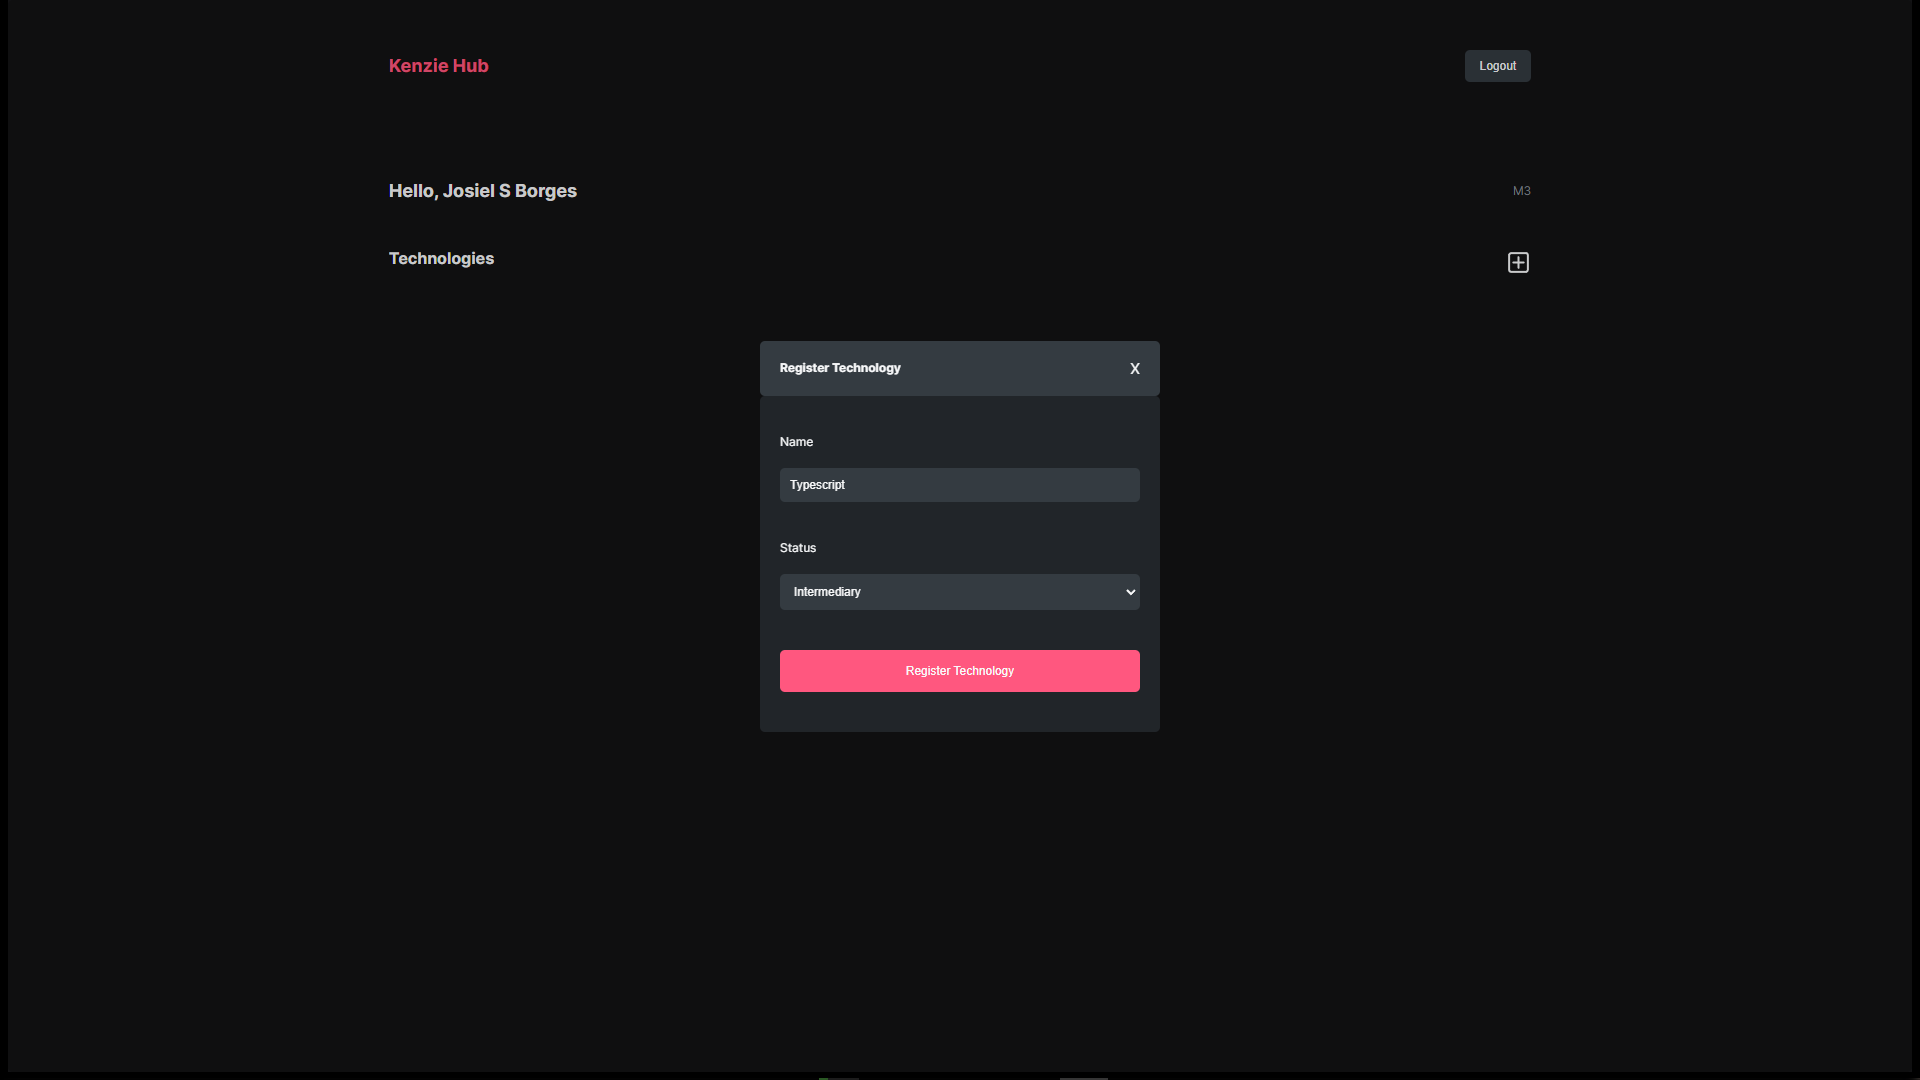 Kenzie Hub
Logout
Hello, Josiel S Borges
M3
Technologies
Register Technology
X
Name
Typescript
Status
Intermediary
Register Technology